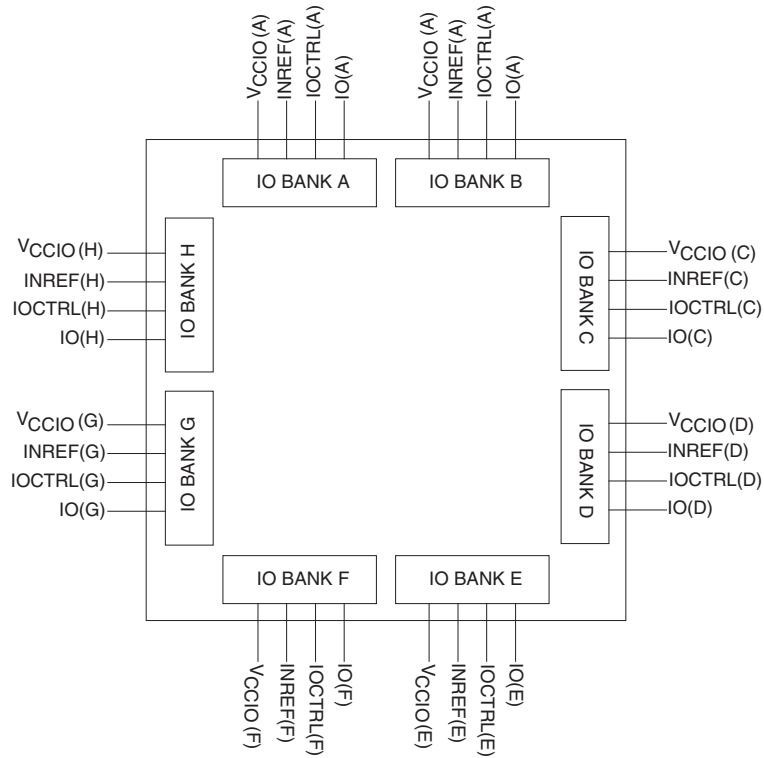 VCCIO(A)
INREF(A)
IOCTRL(A)
IO(A)
VCCIO(A)
INREF(A)
IOCTRL(A)
IO(A)
IO BANK A
IO BANK B
VCCIO(H)
INREF(H)
IOCTRL(H)
IO(H)
IO BANK H
IO BANK C
VCCIO(C)
INREF(C)
IOCTRL(C)
IO(C)
VCCIO(G)
INREF(G)
IOCTRL(G)
IO(G)
IO BANK G
IO BANK D
VCCIO(D)
INREF(D)
IOCTRL(D)
IO(D)
IO BANK F
IO BANK E
VCCIO(F)
INREF(F)
IOCTRL(F)
IO(F)
VCCIO(E)
INREF(E)
IOCTRL(E)
IO(E)